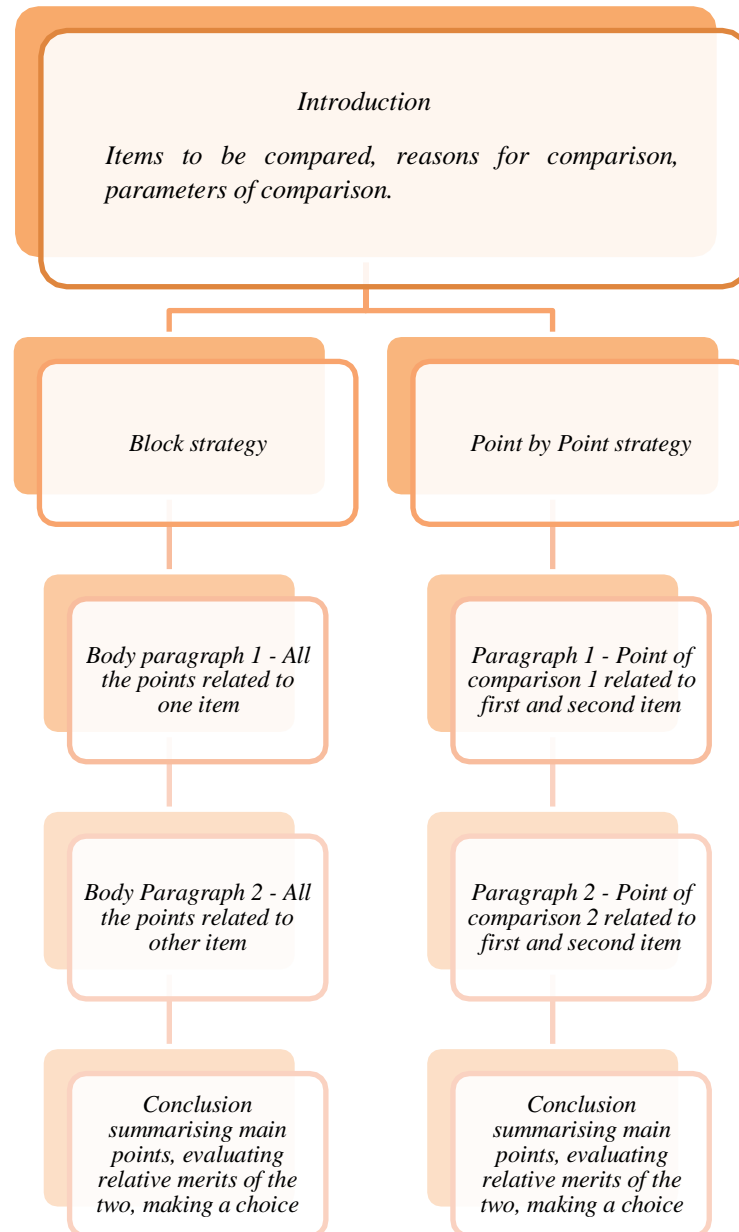 Introduction
Items to be compared, reasons for comparison,
parameters of comparison.
Block strategy
Point by Point strategy
Body paragraph 1 - All
the points related to
one item
Paragraph 1 - Point of
comparison 1 related to
first and second item
Body Paragraph 2 - All
the points related to
other item
Paragraph 2 - Point of
comparison 2 related to
first and second item
Conclusion
summarising main
points, evaluating
relative merits of the
two, making a choice
Conclusion
summarising main
points, evaluating
relative merits of the
two, making a choice